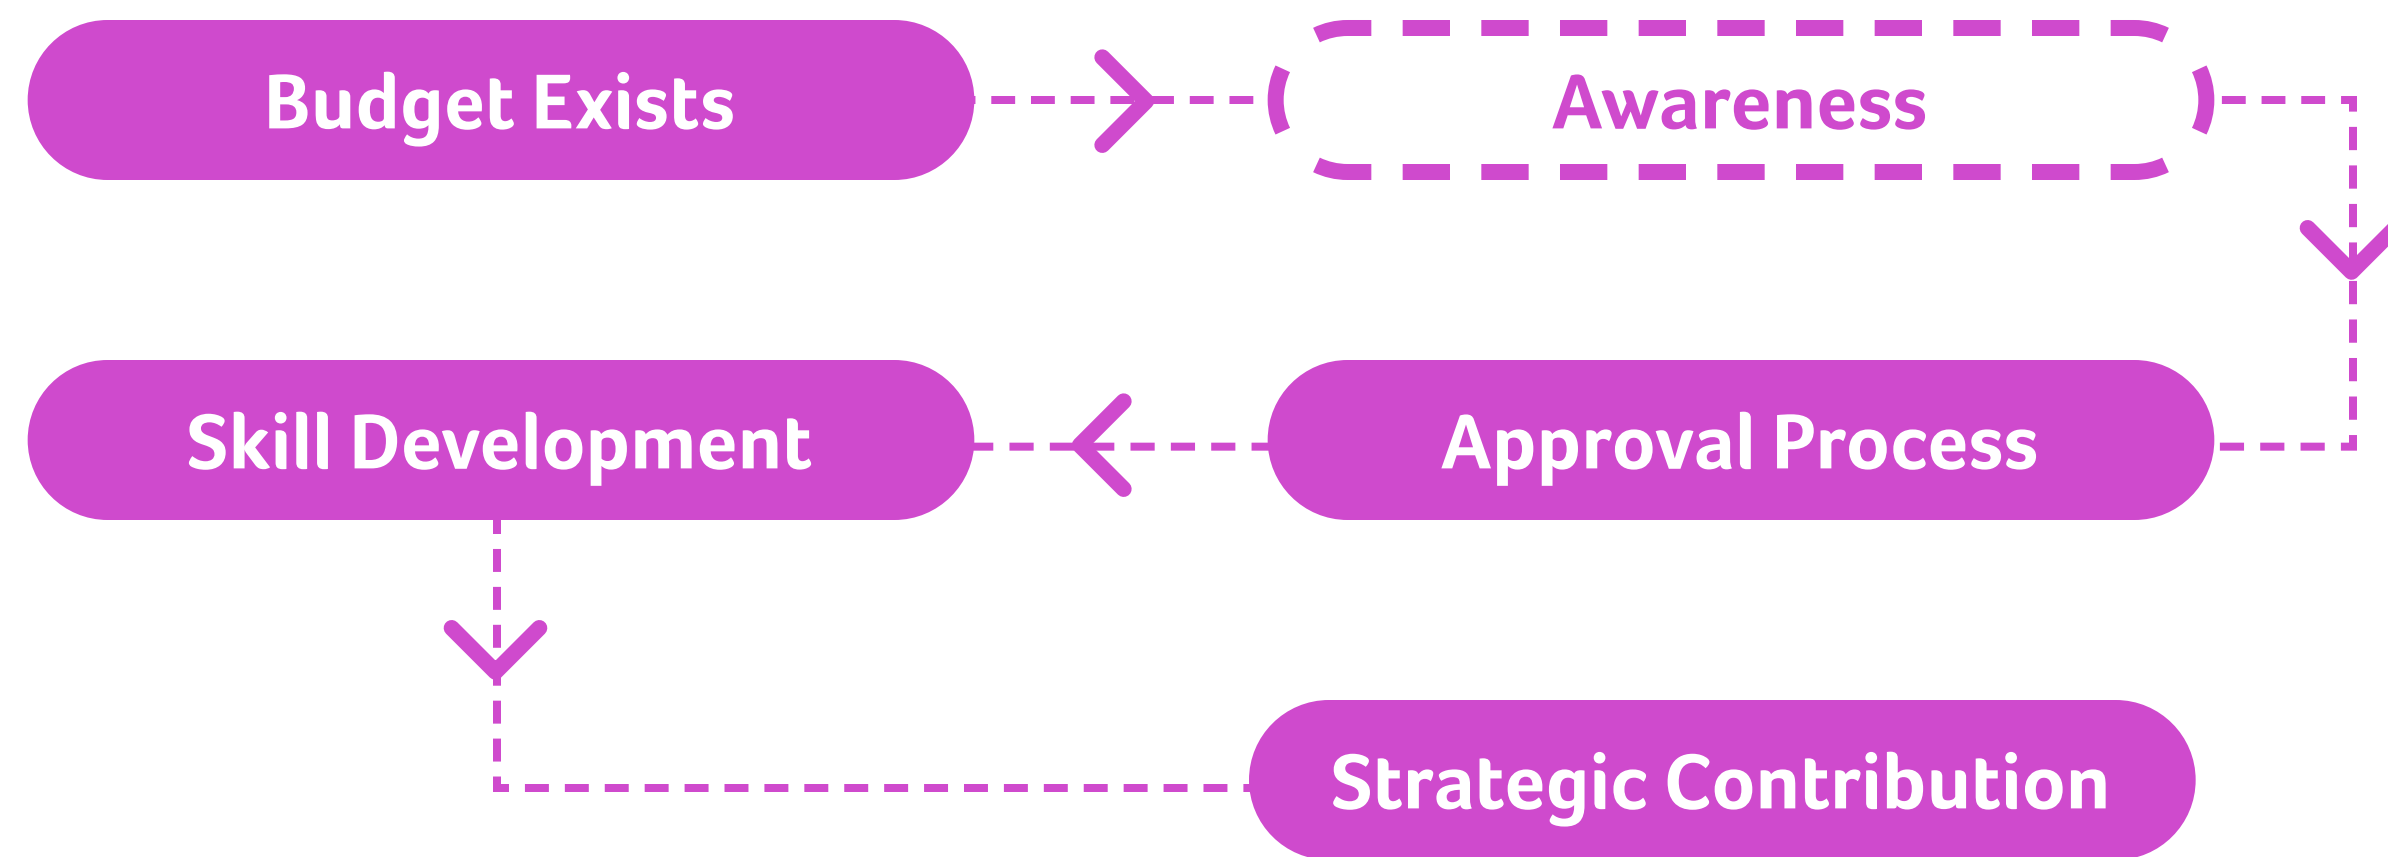 Budget Exists
Awareness
Skill Development
Approval Process
Strategic Contribution